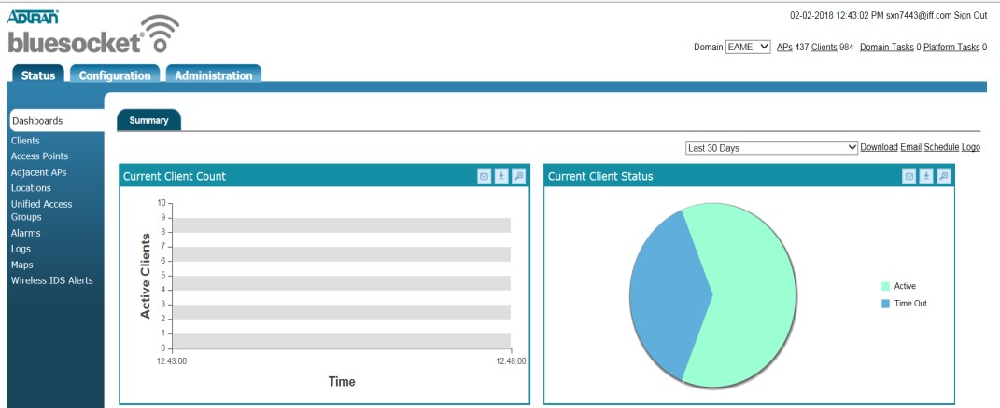 ADTRAN
bluesocket
02-02-2018 12:43:02 PM sxn7443@iff.com Sign Out
Domain EAME APs 437 Clients 984 Domain Tasks 0 Platform Tasks 0
Status Configuration Administration
Dashboards
Clients
Access Points
Adjacent APs
Locations
Unified Access
Groups
Alarms
Logs
Maps
Wireless IDS Alerts
Summary
Last 30 Days Download Email Schedule Logo
Current Client Count
10
9
8
7
6
5
4
3
2
1
0
Active Clients
12:43:00 12:48:00
Time
Current Client Status
Active
Time Out